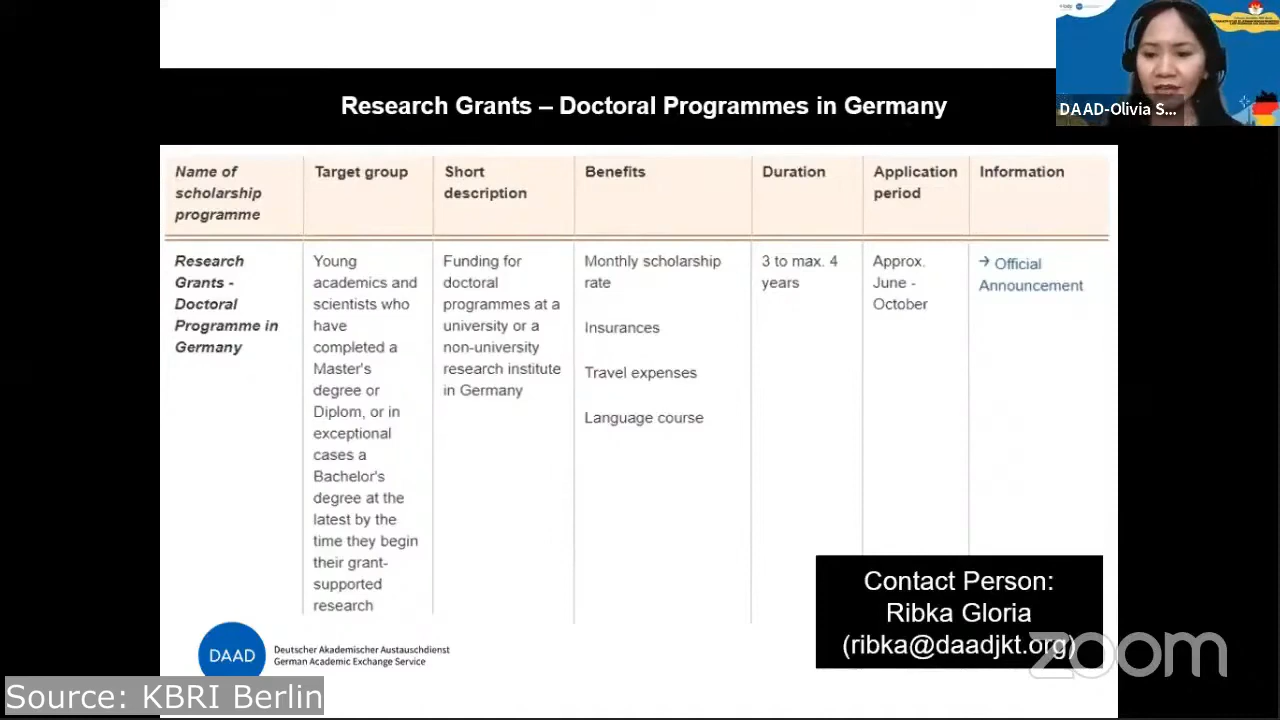 Research Grants – Doctoral Programmes in Germany
DAAD-Olivia S...
Name of
scholarship
programme
Target group
Short
description
Benefits
Duration
Application
period
Information
Research
Grants -
Doctoral
Programme in
Germany
Young
academics and
scientists who
have
completed a
Master's
degree or
Diplom, or in
exceptional
cases a
Bachelor's
degree at the
latest by the
time they begin
their grant-
supported
research
Funding for
doctoral
programmes at a
university or a
non-university
research institute
in Germany
Monthly scholarship
rate
Insurances
Travel expenses
Language course
3 to max. 4
years
Approx.
June -
October
→ Official
Announcement
Contact Person:
Ribka Gloria
(ribka@daadjkt.org)
zoom
DAAD
Deutscher Akademischer Austauschdienst
German Academic Exchange Service
Source: KBRI Berlin